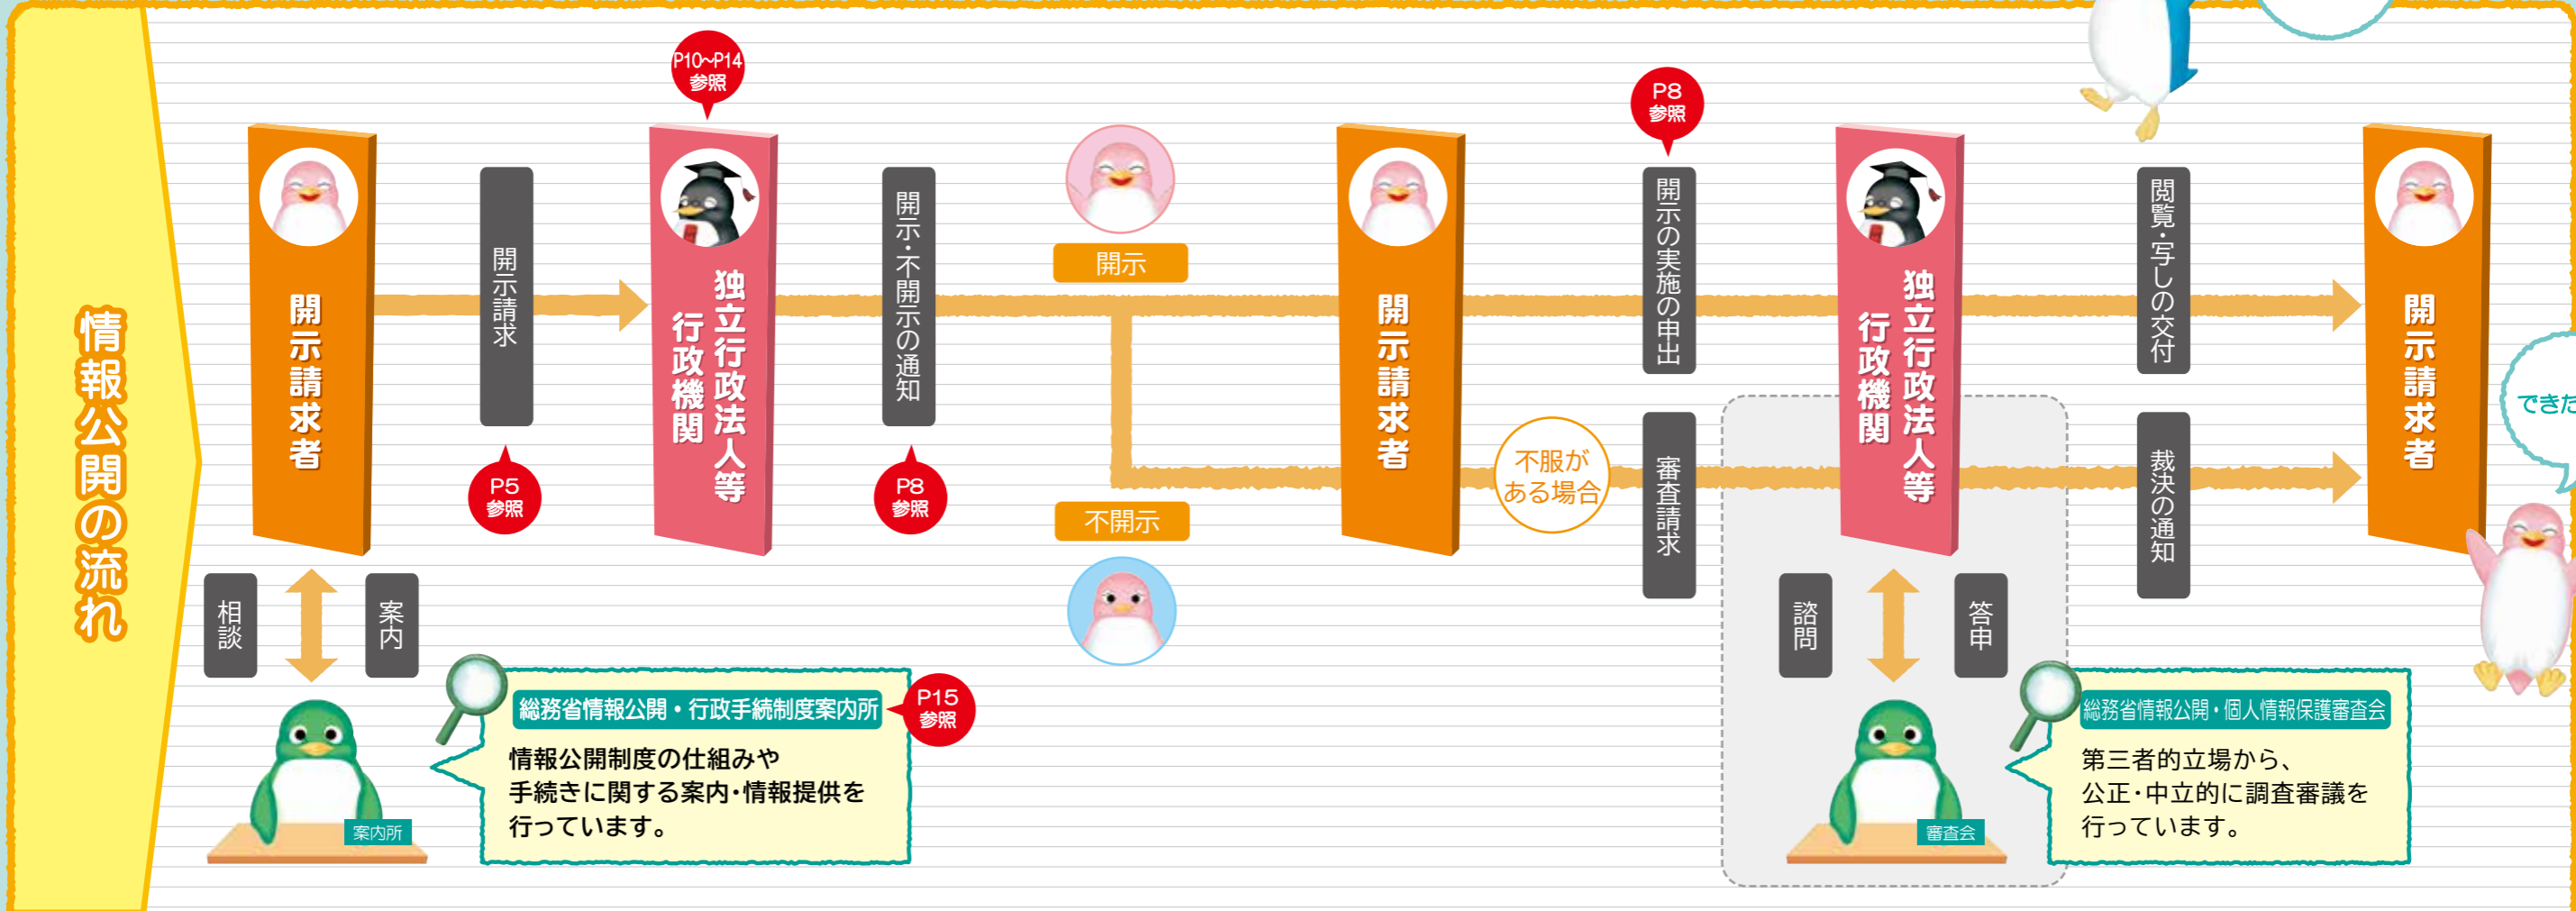 情報公開の流れ
開示請求者
開示請求
P5
参照
相談
案内
案内所
総務省情報公開・行政手続制度案内所
P15
参照
情報公開制度の仕組みや
手続きに関する案内・情報提供を
行っています。
P10~P14
参照
独立行政法人等
行政機関
開示・不開示の通知
P8
参照
開示
不開示
開示請求者
不服が
ある場合
P8
参照
開示の実施の申出
審査請求
独立行政法人等
行政機関
諮問
答申
審査会
総務省情報公開・個人情報保護審査会
第三者的立場から、
公正・中立的に調査審議を
行っています。
閲覧・写しの交付
裁決の通知
開示請求者
できた